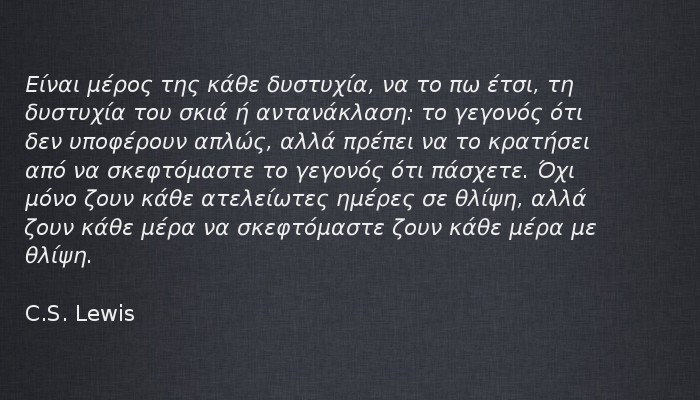 Είναι μέρος της κάθε δυστυχία, να το πω έτσι, τη
δυστυχία του σκιά ή αντανάκλαση: το γεγονός ότι
δεν υποφέρουν απλώς, αλλά πρέπει να το κρατήσει
από να σκεφτόμαστε το γεγονός ότι πάσχετε. Όχι
μόνο ζουν κάθε ατελείωτες ημέρες σε θλίψη, αλλά
ζουν κάθε μέρα να σκεφτόμαστε ζουν κάθε μέρα με
θλίψη.
C.S. Lewis